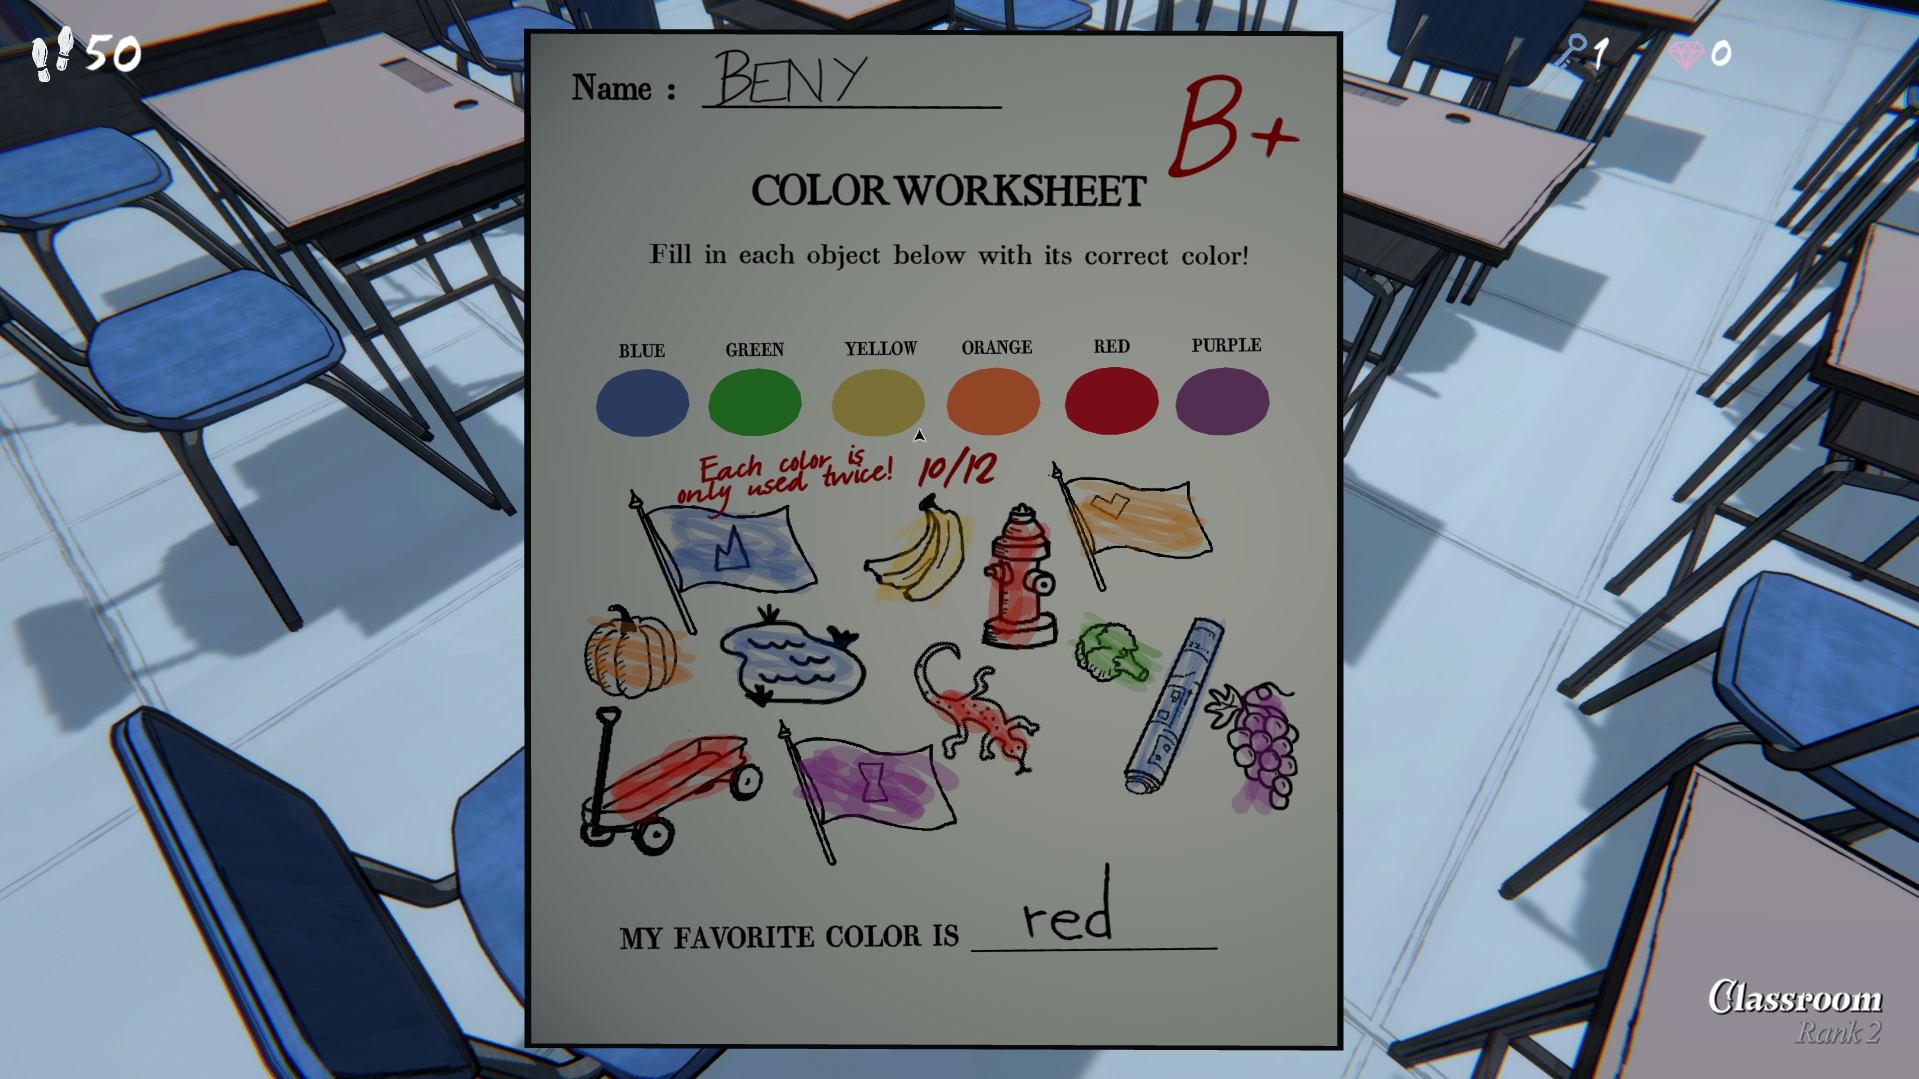 50
1
0
Name : BENY
B+
COLOR WORKSHEET
Fill in each object below with its correct color!
BLUE GREEN YELLOW ORANGE RED PURPLE
Each color is
only used twice!
10/12
MY FAVORITE COLOR IS red
Classroom
Rank 2